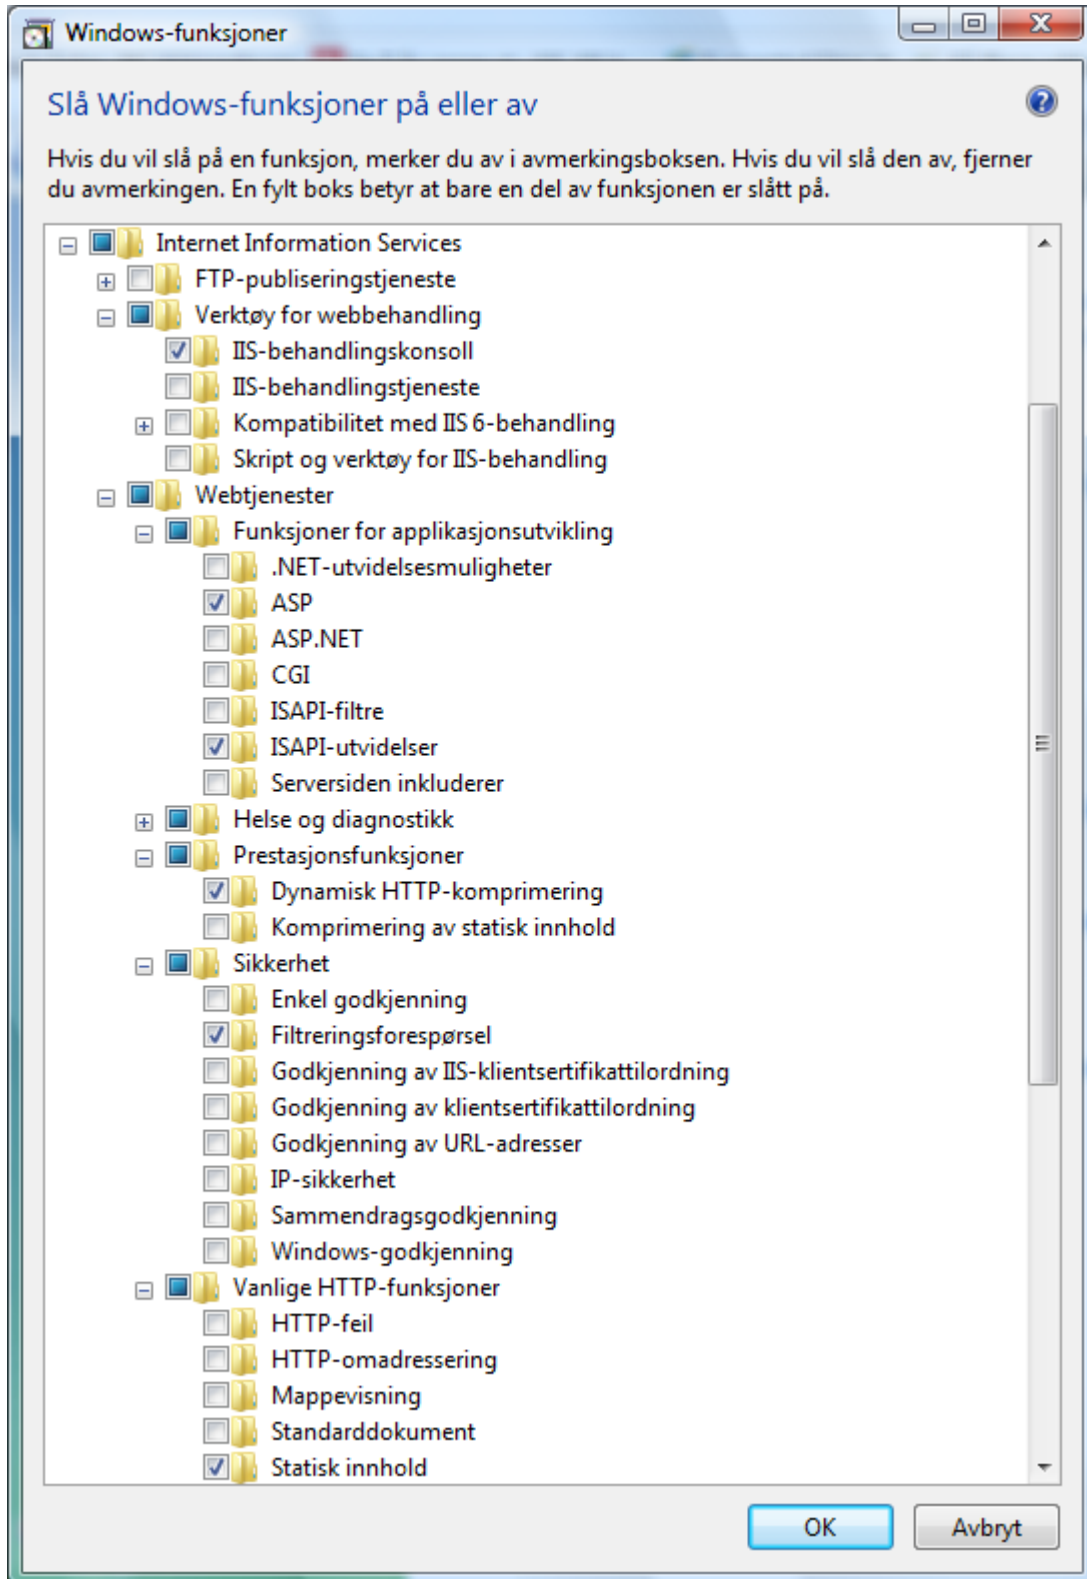 Windows-funksjoner
Slå Windows-funksjoner på eller av
Hvis du vil slå på en funksjon, merker du av i avmerkingsboksen. Hvis du vil slå den av, fjerner
du avmerkingen. En fylt boks betyr at bare en del av funksjonen er slått på.
Internet Information Services
FTP-publiseringstjeneste
Verktøy for webbehandling
IIS-behandlingskonsoll
IIS-behandlingstjeneste
Kompatibilitet med IIS 6-behandling
Skript og verktøy for IIS-behandling
Webtjenester
Funksjoner for applikasjonsutvikling
.NET-utvidelsesmuligheter
ASP
ASP.NET
CGI
ISAPI-filtre
ISAPI-utvidelser
Serversiden inkluderer
Helse og diagnostikk
Prestasjonsfunksjoner
Dynamisk HTTP-komprimering
Komprimering av statisk innhold
Sikkerhet
Enkel godkjenning
Filtreringsforespørsel
Godkjenning av IIS-klientsertifikattilordning
Godkjenning av klientsertifikattilordning
Godkjenning av URL-adresser
IP-sikkerhet
Sammendragsgodkjenning
Windows-godkjenning
Vanlige HTTP-funksjoner
HTTP-feil
HTTP-omadressering
Mappevisning
Standarddokument
Statisk innhold
OK Avbryt